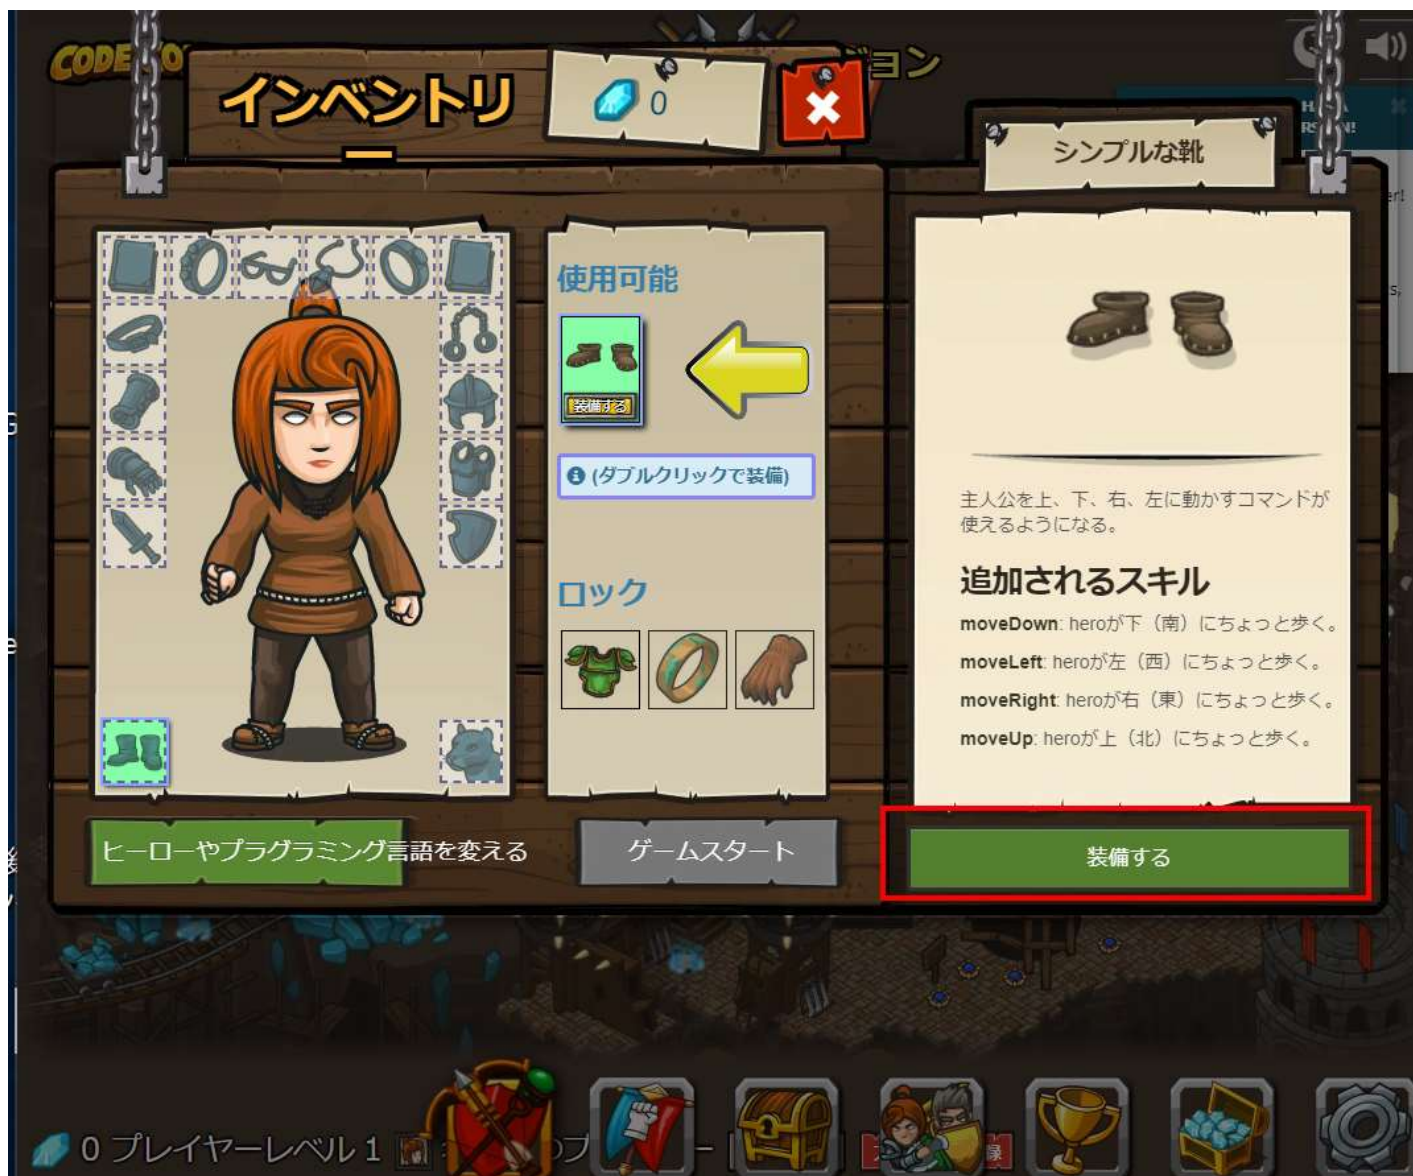 インベントリ
0
シンプルな靴
使用可能
装備する
(ダブルクリックで装備)
ロック
主人公を上、下、右、左に動かすコマンドが
使えるようになる。
追加されるスキル
moveDown: heroが下（南）にちょっと歩く。
moveLeft: heroが左（西）にちょっと歩く。
moveRight: heroが右（東）にちょっと歩く。
moveUp: heroが上（北）にちょっと歩く。
ヒーローやプラグラミング言語を変える
ゲームスタート
装備する
0 プレイヤーレベル 1